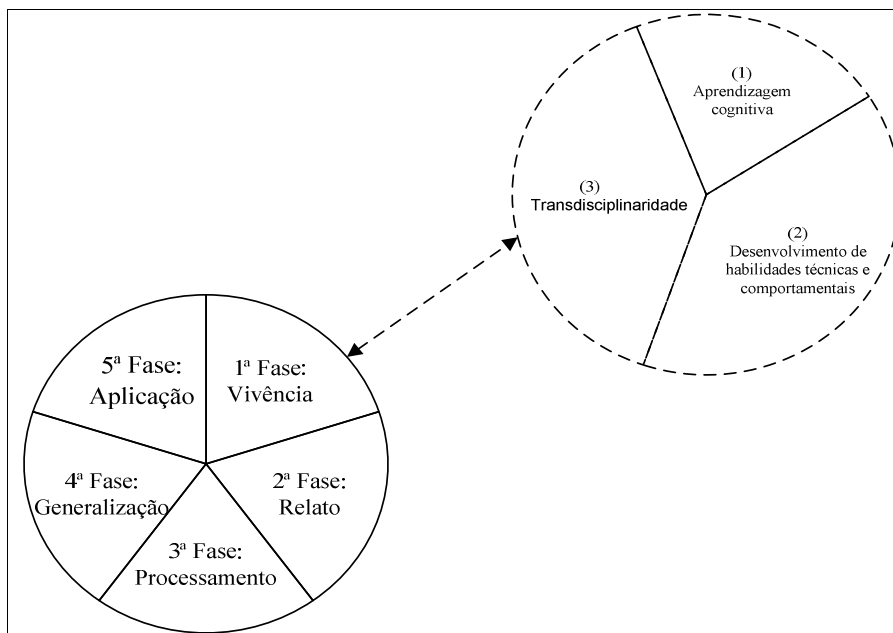 (1)
Aprendizagem
cognitiva
(2)
Desenvolvimento de
habilidades técnicas e
comportamentais
(3)
Transdisciplinaridade
1ª Fase:
Vivência
2ª Fase:
Relato
3ª Fase:
Processamento
4ª Fase:
Generalização
5ª Fase:
Aplicação